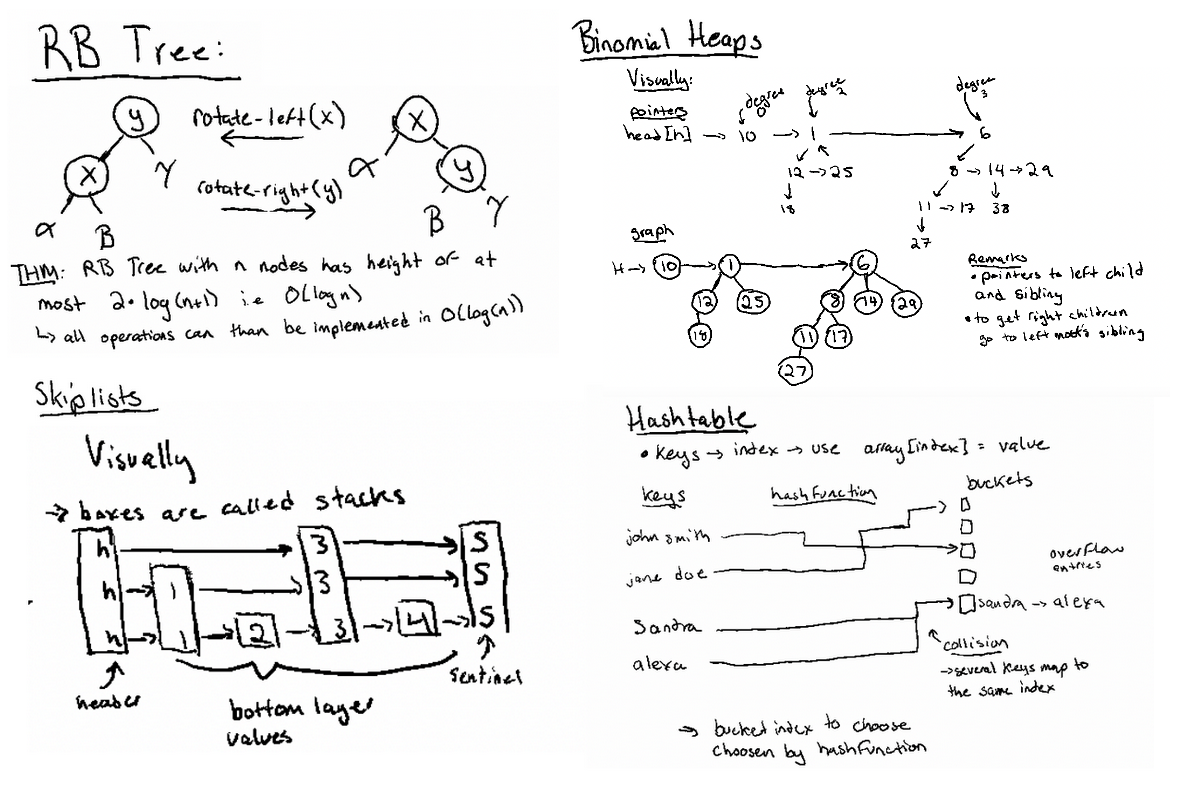 RB Tree:
y rotate-left(x) x
x γ α y
rotate-right(y)
α B B γ
THM: RB Tree with n nodes has height of at
most 2•log(n+1) i.e O(logn)
↳ all operations can than be implemented in O(log(n))
Binomial Heaps
Visually:
degree 0 degree 2 degree 3
pointers
head[h] → 10 → 1 → 6
12 → 25 8 → 14 → 29
18 11 → 17 38
27
graph
H → 10 1 6
12 25 8 14 29
18 11 17
27
Remarks
• pointers to left child
and sibling
• to get right children
go to left most's sibling
Skiplists
Visually
→ boxes are called stacks
h 3 S
h 1 3 S
h 1 2 3 4 S
header
sentinel
bottom layer
values
Hashtable
• Keys → index → use array[index] = value
keys hashFunction buckets
john smith
jane doe
overflow
entries
Sandra
sandra → alexa
alexa
collision
→ several keys map to
the same index
→ bucket index to choose
choosen by hashFunction